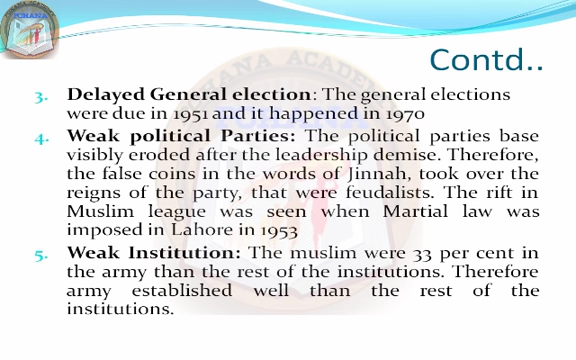 JUHANA
Contd..
3. Delayed General election: The general elections
were due in 1951 and it happened in 1970
4. Weak political Parties: The political parties base
visibly eroded after the leadership demise. Therefore,
the false coins in the words of Jinnah, took over the
reigns of the party, that were feudalists. The rift in
Muslim league was seen when Martial law was
imposed in Lahore in 1953
5. Weak Institution: The muslim were 33 per cent in
the army than the rest of the institutions. Therefore
army established well than the rest of the
institutions.